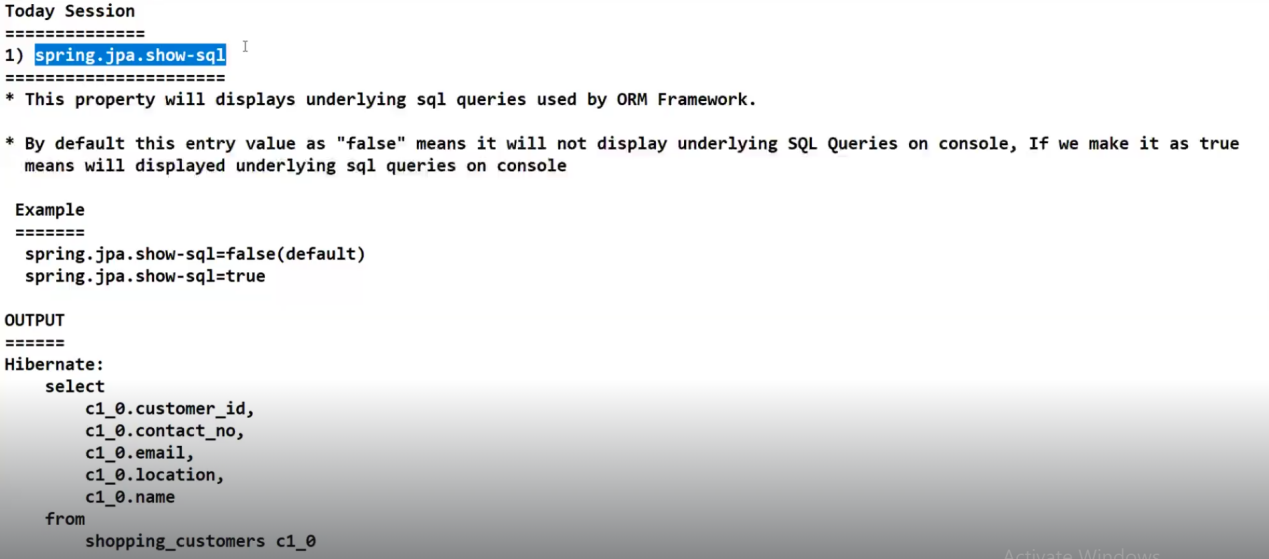 Today Session
==============
1) spring.jpa.show-sql
======================
* This property will displays underlying sql queries used by ORM Framework.
* By default this entry value as "false" means it will not display underlying SQL Queries on console, If we make it as true
means will displayed underlying sql queries on console
Example
=======
spring.jpa.show-sql=false(default)
spring.jpa.show-sql=true
OUTPUT
======
Hibernate:
select
c1_0.customer_id,
c1_0.contact_no,
c1_0.email,
c1_0.location,
c1_0.name
from
shopping_customers c1_0
Activate Windows